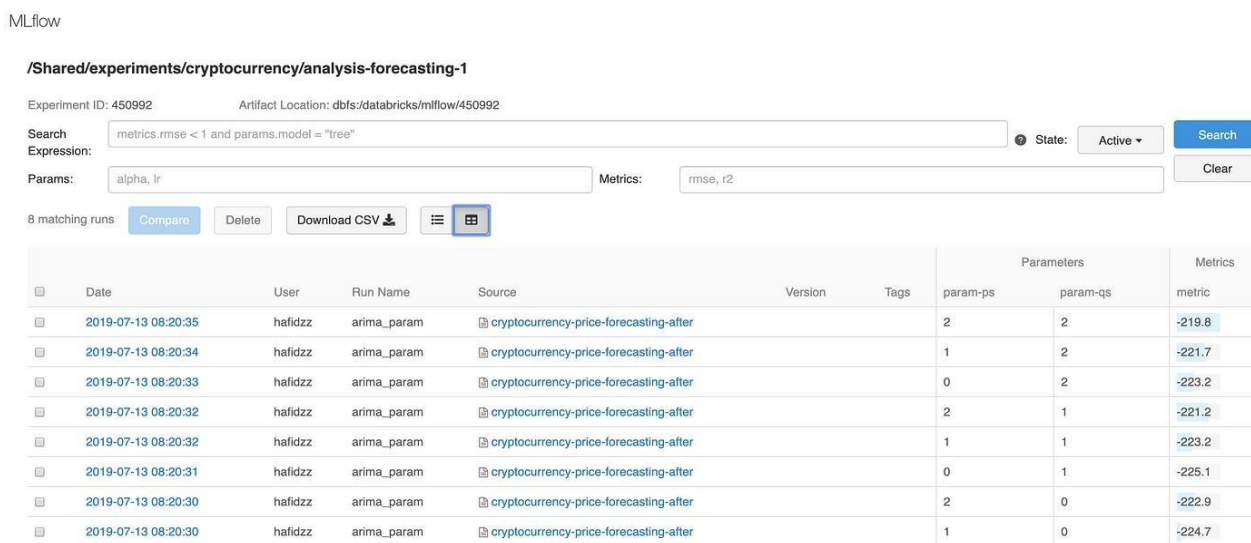 MLflow
/Shared/experiments/cryptocurrency/analysis-forecasting-1
Experiment ID: 450992 Artifact Location: dbfs:/databricks/mlflow/450992
Search Expression: metrics.rmse < 1 and params.model = "tree" State: Active Search
Params: alpha, lr Metrics: rmse, r2 Clear
8 matching runs Compare Delete Download CSV
Parameters Metrics
Date User Run Name Source Version Tags param-ps param-qs metric
2019-07-13 08:20:35 hafidzz arima_param cryptocurrency-price-forecasting-after 2 2 -219.8
2019-07-13 08:20:34 hafidzz arima_param cryptocurrency-price-forecasting-after 1 2 -221.7
2019-07-13 08:20:33 hafidzz arima_param cryptocurrency-price-forecasting-after 0 2 -223.2
2019-07-13 08:20:32 hafidzz arima_param cryptocurrency-price-forecasting-after 2 1 -221.2
2019-07-13 08:20:32 hafidzz arima_param cryptocurrency-price-forecasting-after 1 1 -223.2
2019-07-13 08:20:31 hafidzz arima_param cryptocurrency-price-forecasting-after 0 1 -225.1
2019-07-13 08:20:30 hafidzz arima_param cryptocurrency-price-forecasting-after 2 0 -222.9
2019-07-13 08:20:30 hafidzz arima_param cryptocurrency-price-forecasting-after 1 0 -224.7